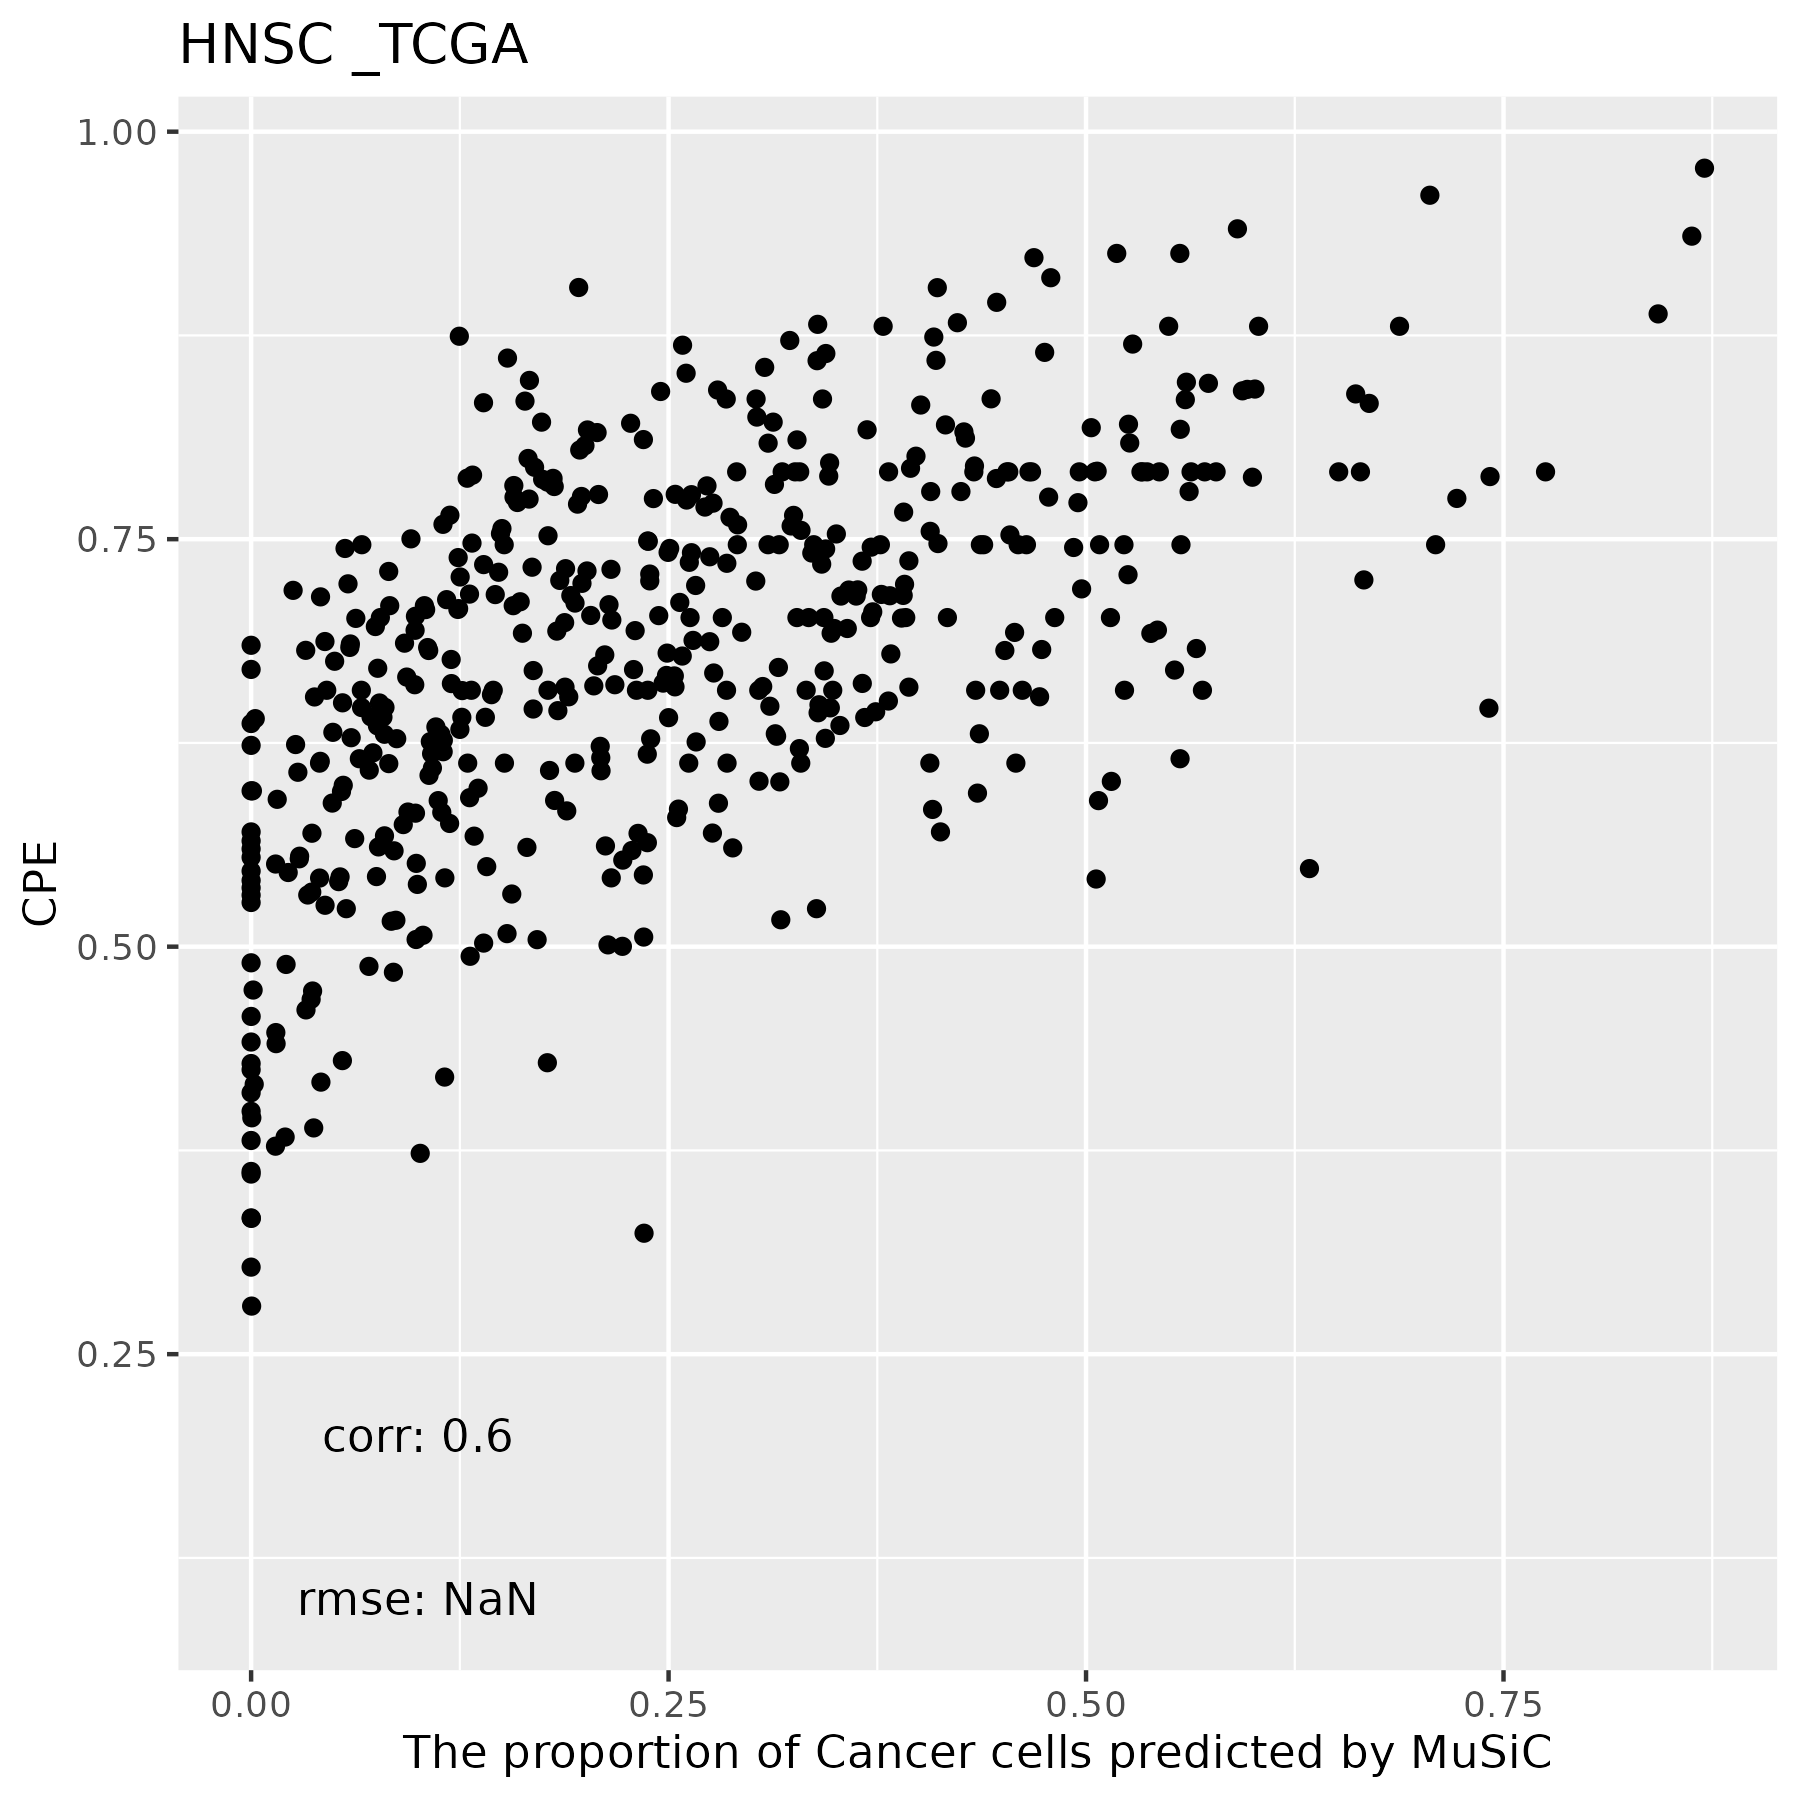 HNSC _TCGA
1.00
0.75
0.50
0.25
CPE
corr: 0.6
rmse: NaN
0.00 0.25 0.50 0.75
The proportion of Cancer cells predicted by MuSiC